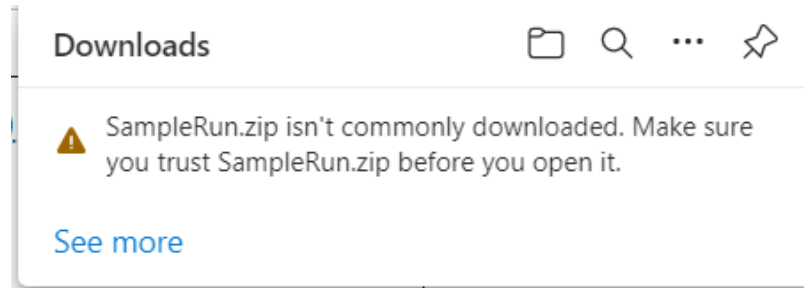 Downloads
SampleRun.zip isn't commonly downloaded. Make sure
you trust SampleRun.zip before you open it.
See more